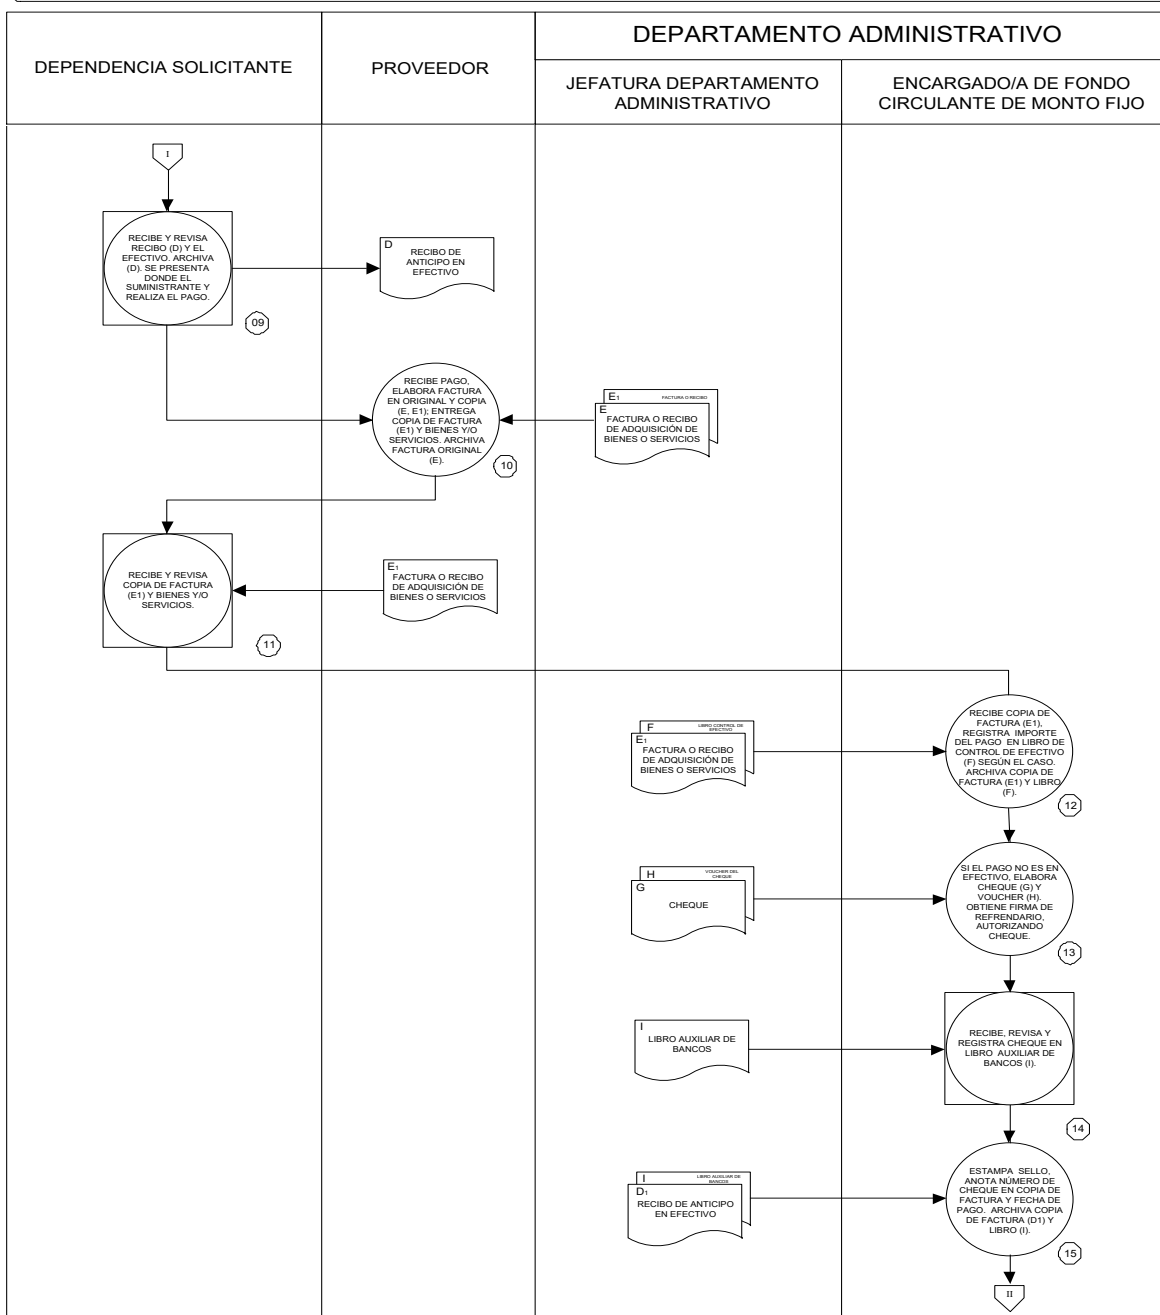 DEPARTAMENTO ADMINISTRATIVO
DEPENDENCIA SOLICITANTE
PROVEEDOR
JEFATURA DEPARTAMENTO
ADMINISTRATIVO
ENCARGADO/A DE FONDO
CIRCULANTE DE MONTO FIJO
I
RECIBE Y REVISA
RECIBO (D) Y EL
EFECTIVO. ARCHIVA
(D). SE PRESENTA
DONDE EL
SUMINISTRANTE Y
REALIZA EL PAGO.
09
D
RECIBO DE
ANTICIPO EN
EFECTIVO
RECIBE PAGO,
ELABORA FACTURA
EN ORIGINAL Y COPIA
(E, E1); ENTREGA
COPIA DE FACTURA
(E1) Y BIENES Y/O
SERVICIOS. ARCHIVA
FACTURA ORIGINAL
(E).
10
E1
FACTURA O RECIBO
E
FACTURA O RECIBO
DE ADQUISICIÓN DE
BIENES O SERVICIOS
RECIBE Y REVISA
COPIA DE FACTURA
(E1) Y BIENES Y/O
SERVICIOS.
11
E1
FACTURA O RECIBO
DE ADQUISICIÓN DE
BIENES O SERVICIOS
F
LIBRO CONTROL DE
EFECTIVO
E1
FACTURA O RECIBO
DE ADQUISICIÓN DE
BIENES O SERVICIOS
RECIBE COPIA DE
FACTURA (E1),
REGISTRA IMPORTE
DEL PAGO EN LIBRO DE
CONTROL DE EFECTIVO
(F) SEGÚN EL CASO.
ARCHIVA COPIA DE
FACTURA (E1) Y LIBRO
(F).
12
H
VOUCHER DEL
CHEQUE
G
CHEQUE
SI EL PAGO NO ES EN
EFECTIVO, ELABORA
CHEQUE (G) Y
VOUCHER (H).
OBTIENE FIRMA DE
REFRENDARIO,
AUTORIZANDO
CHEQUE.
13
I
LIBRO AUXILIAR DE
BANCOS
RECIBE, REVISA Y
REGISTRA CHEQUE EN
LIBRO AUXILIAR DE
BANCOS (I).
14
I
LIBRO AUXILIAR DE
BANCOS
D1
RECIBO DE ANTICIPO
EN EFECTIVO
ESTAMPA SELLO,
ANOTA NÚMERO DE
CHEQUE EN COPIA DE
FACTURA Y FECHA DE
PAGO. ARCHIVA COPIA
DE FACTURA (D1) Y
LIBRO (I).
15
II